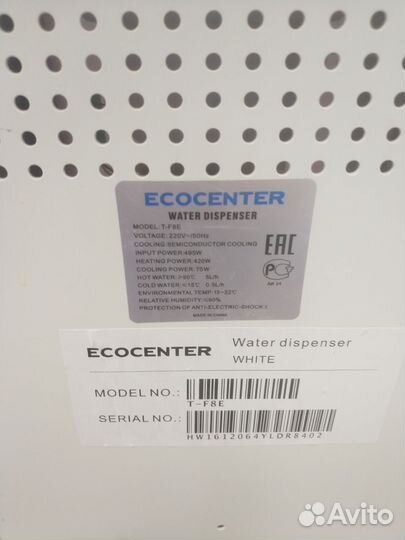 ECOCENTER
WATER DISPENSER
MODEL: T-F8E
VOLTAGE: 220V~/50Hz
COOLING:SEMICONDUCTOR COOLING
INPUT POWER:495W
HEATING POWER:420W
COOLING POWER:75W
HOT WATER:≥90℃ 5L/h
COLD WATER:≤15℃ 0.5L/h
ENVIRONMENTAL TEMP:10~32℃
RELATIVE HUMIDITY:≤90%
PROTECTION OF ANTI-ELECTRIC-SHOCK:I
MADE IN CHINA
EAC
ECOCENTER
Water dispenser
WHITE
MODEL NO.:
T-F8E
SERIAL NO.:
HW1612064YLDR8402
Avito